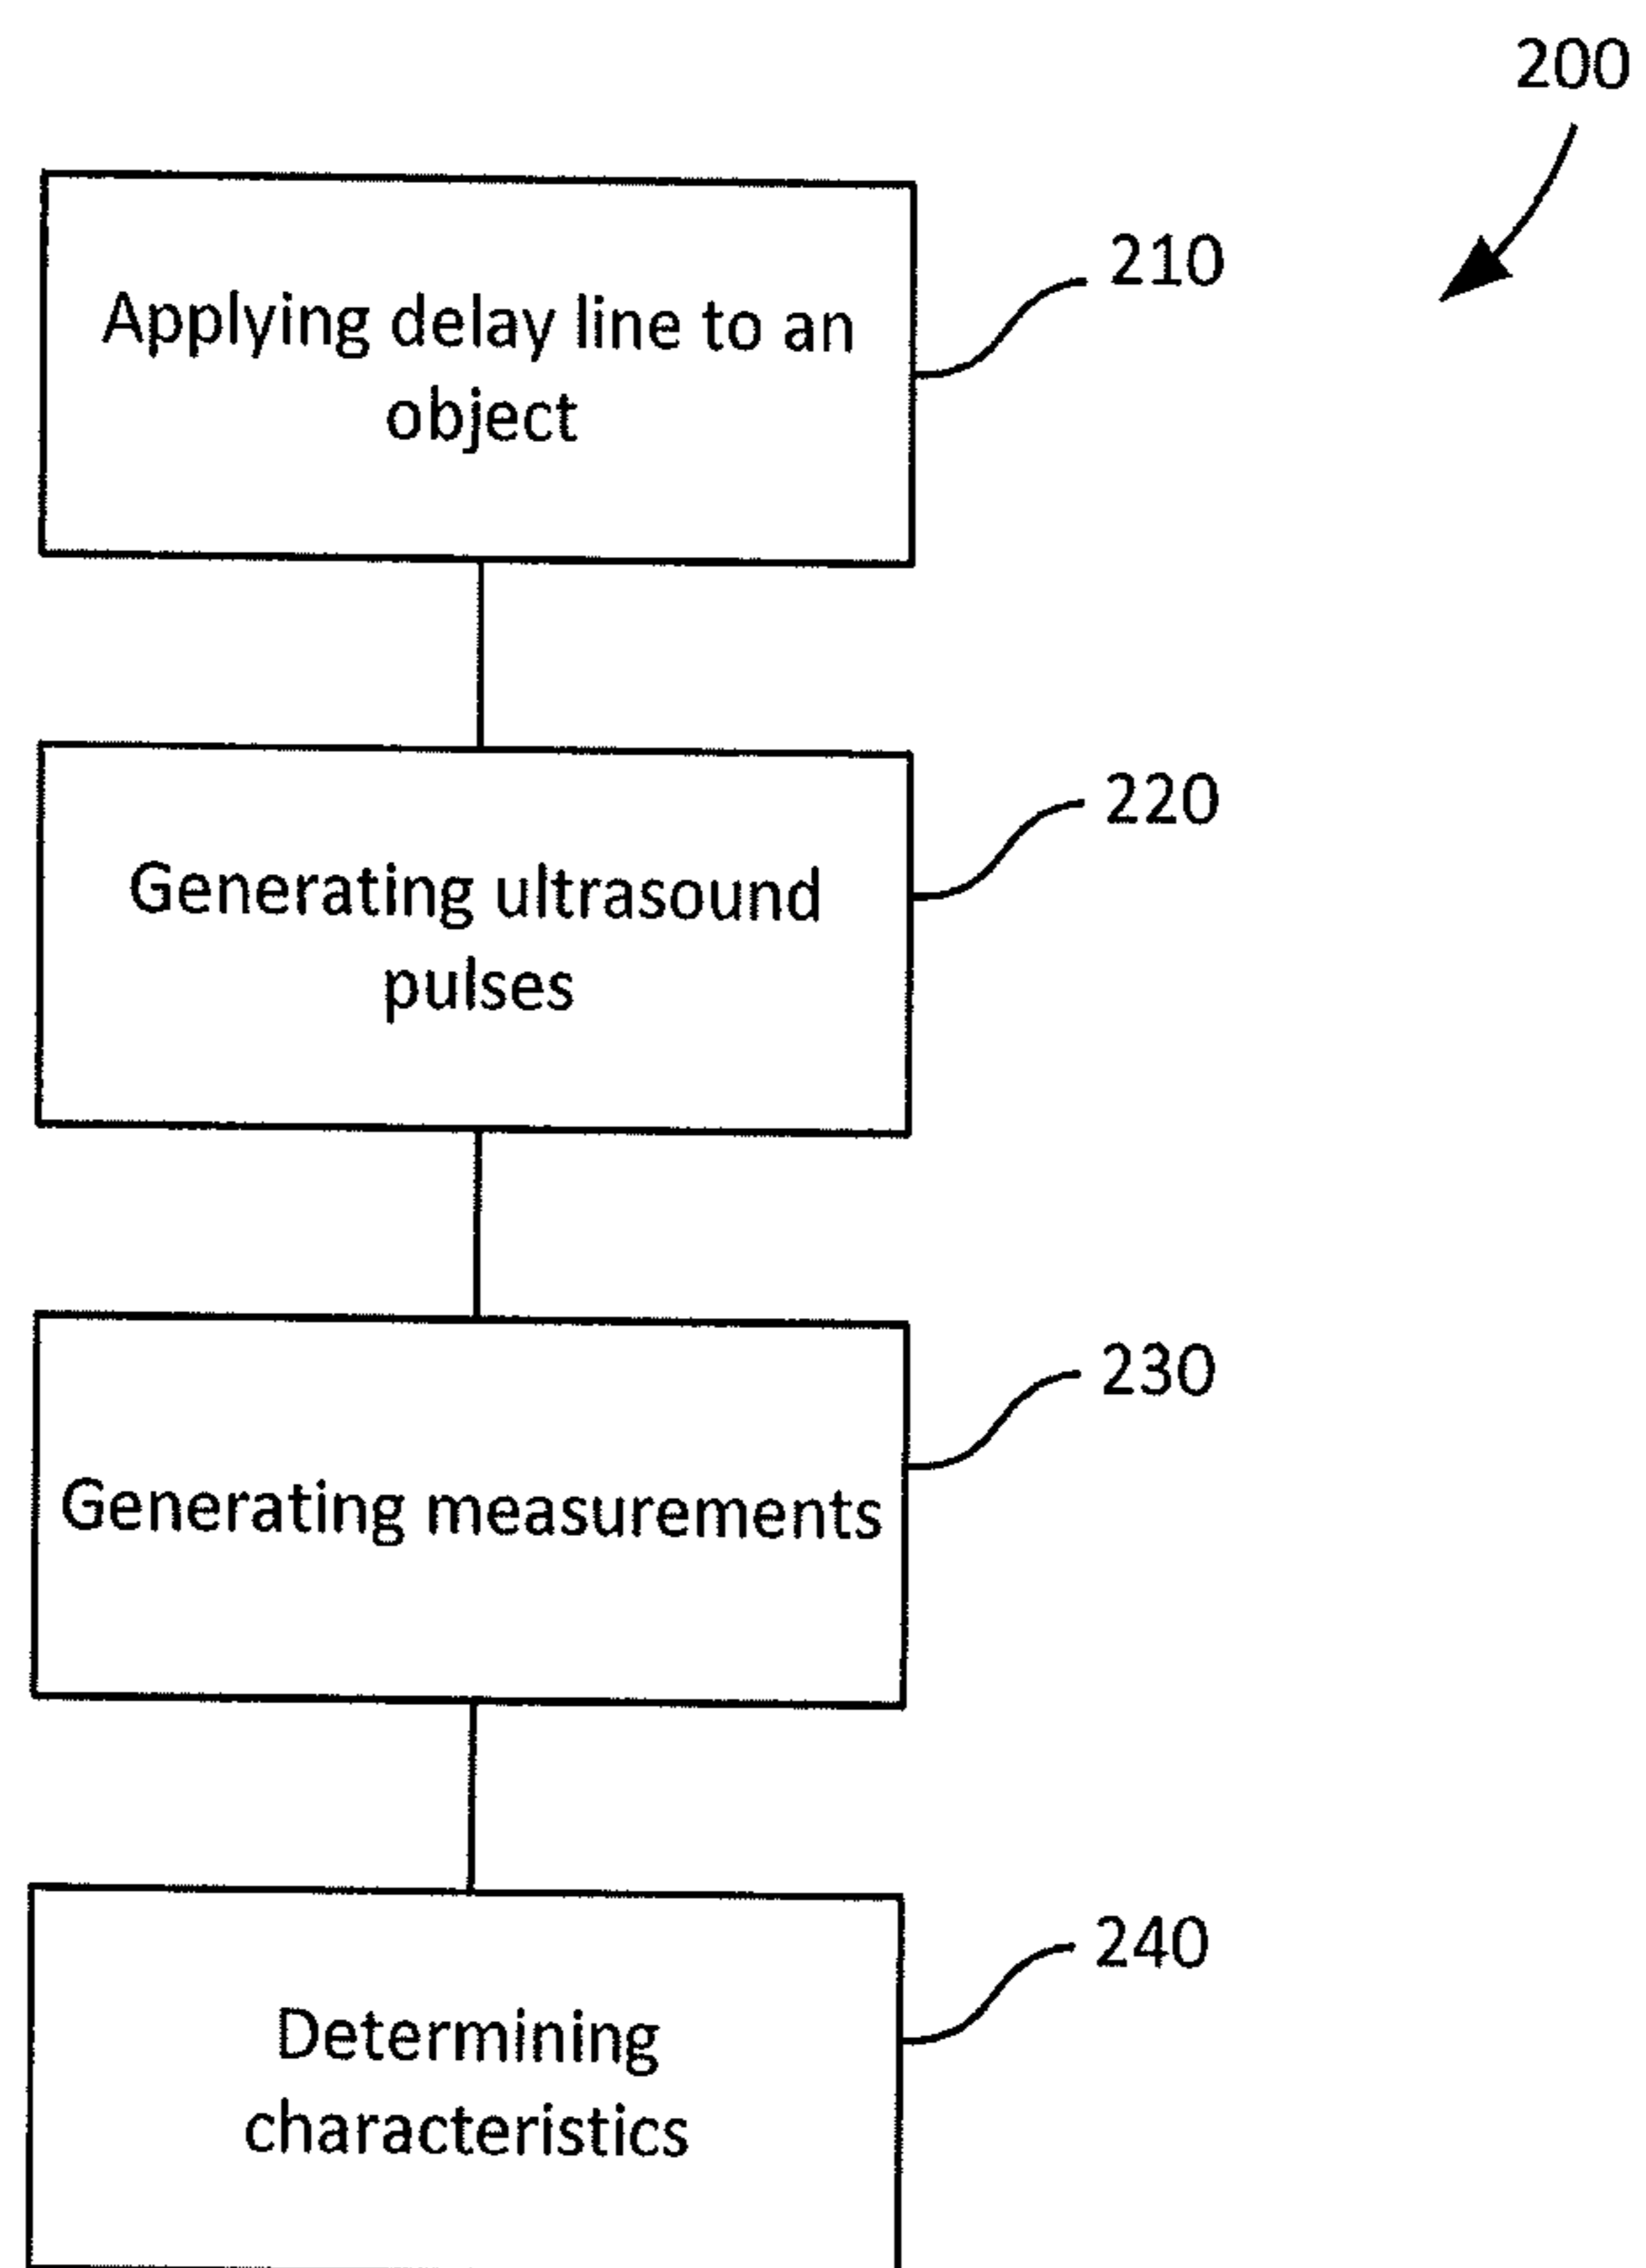 200
Applying delay line to an
object
210
Generating ultrasound
pulses
220
Generating measurements
230
Determining
characteristics
240